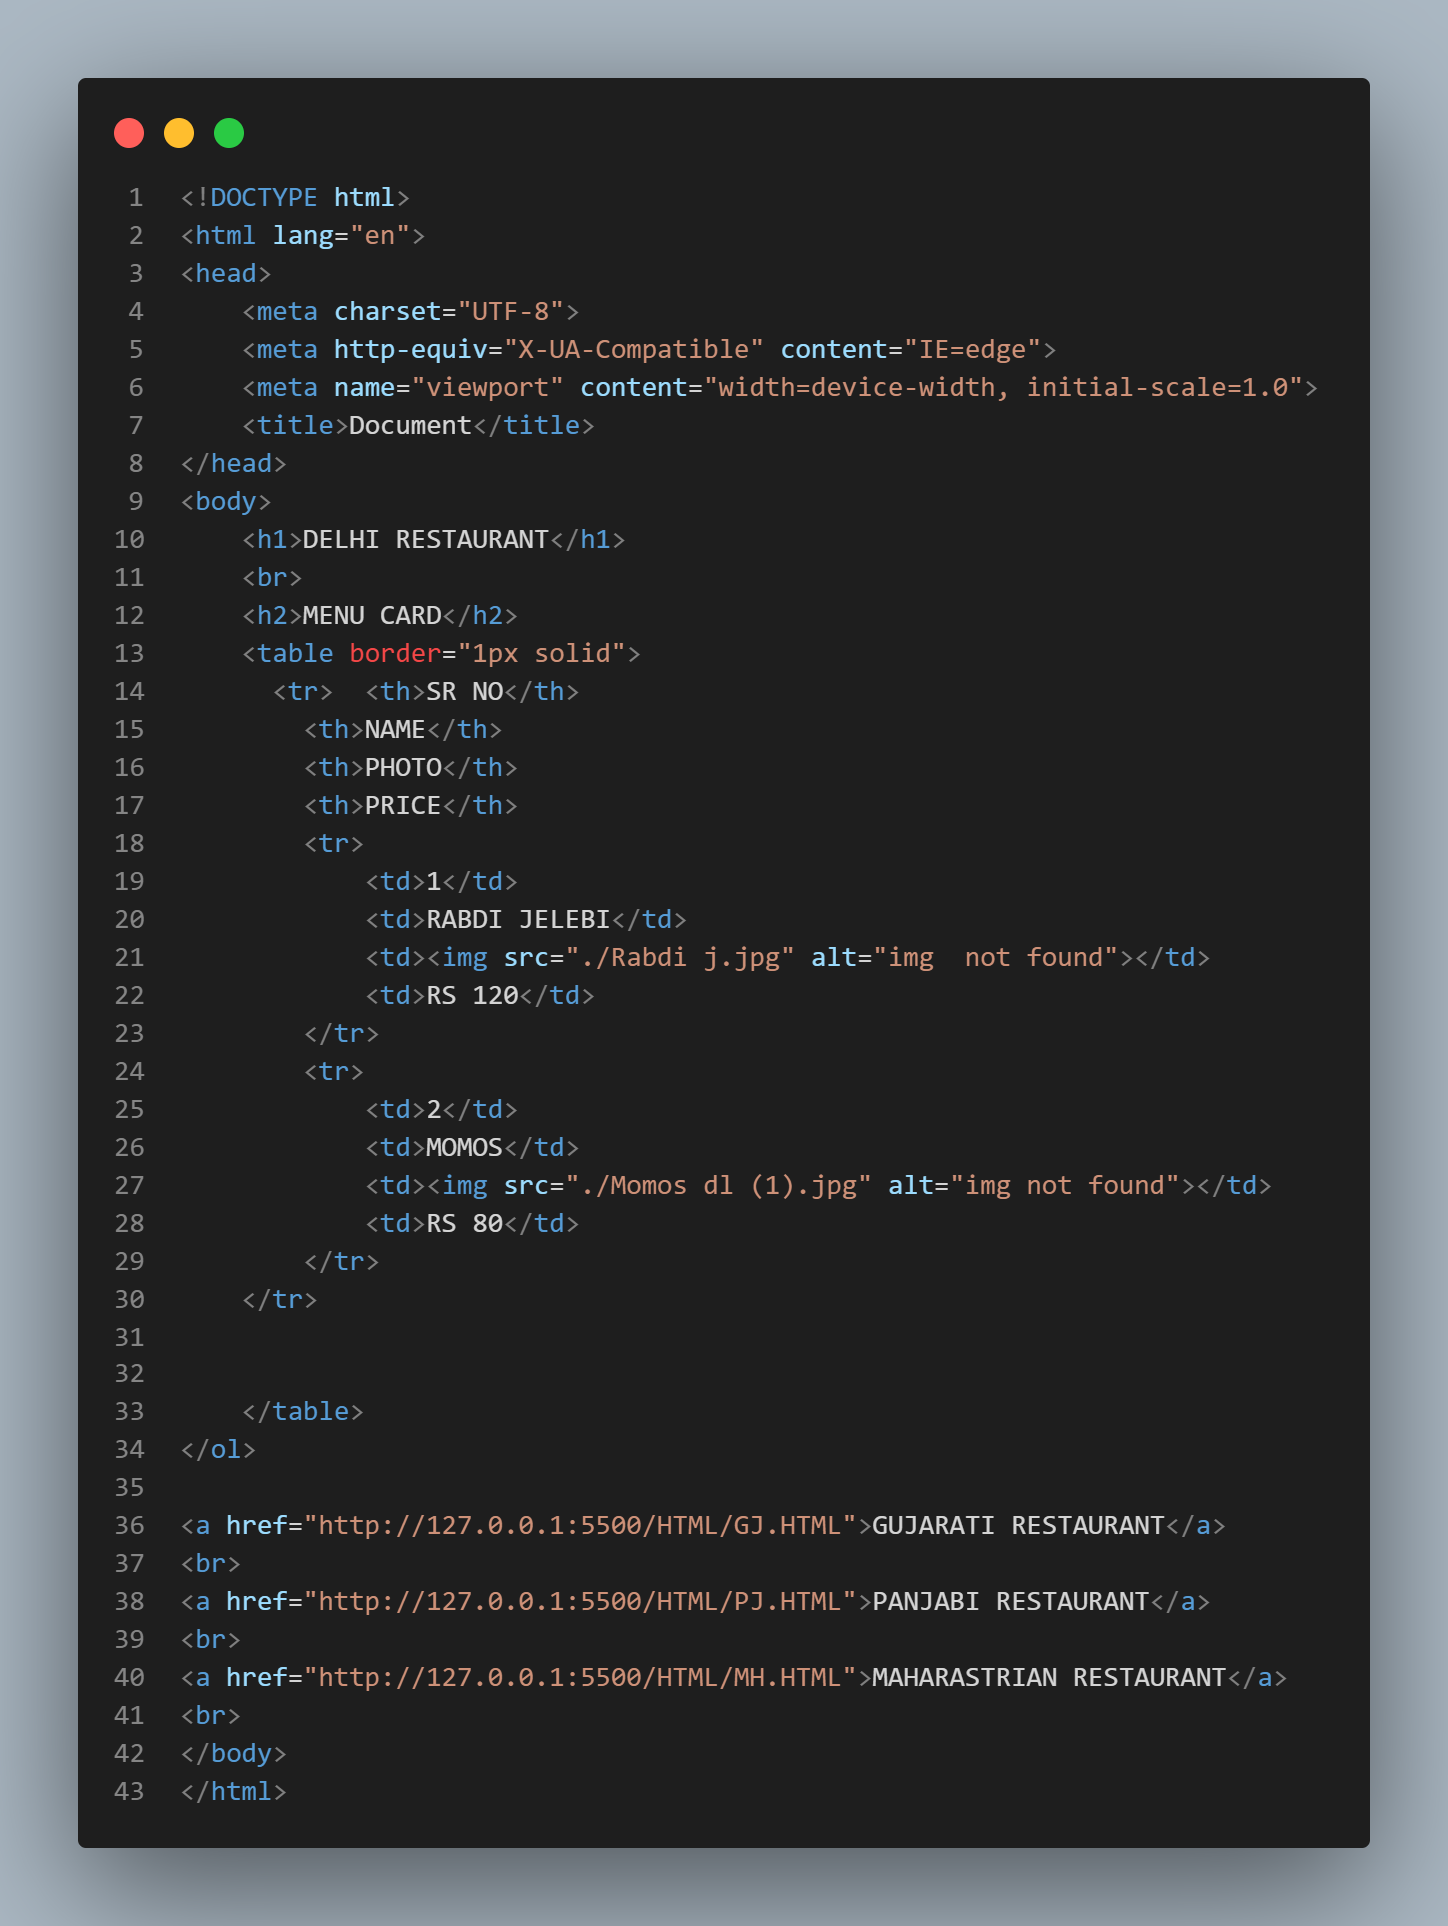 1 <!DOCTYPE html>
2 <html lang="en">
3 <head>
4     <meta charset="UTF-8">
5     <meta http-equiv="X-UA-Compatible" content="IE=edge">
6     <meta name="viewport" content="width=device-width, initial-scale=1.0">
7     <title>Document</title>
8 </head>
9 <body>
10     <h1>DELHI RESTAURANT</h1>
11     <br>
12     <h2>MENU CARD</h2>
13     <table border="1px solid">
14       <tr>  <th>SR NO</th>
15         <th>NAME</th>
16         <th>PHOTO</th>
17         <th>PRICE</th>
18         <tr>
19             <td>1</td>
20             <td>RABDI JELEBI</td>
21             <td><img src="./Rabdi j.jpg" alt="img  not found"></td>
22             <td>RS 120</td>
23         </tr>
24         <tr>
25             <td>2</td>
26             <td>MOMOS</td>
27             <td><img src="./Momos dl (1).jpg" alt="img not found"></td>
28             <td>RS 80</td>
29         </tr>
30     </tr>
31
32
33     </table>
34 </ol>
35
36 <a href="http://127.0.0.1:5500/HTML/GJ.HTML">GUJARATI RESTAURANT</a>
37 <br>
38 <a href="http://127.0.0.1:5500/HTML/PJ.HTML">PANJABI RESTAURANT</a>
39 <br>
40 <a href="http://127.0.0.1:5500/HTML/MH.HTML">MAHARASTRIAN RESTAURANT</a>
41 <br>
42 </body>
43 </html>